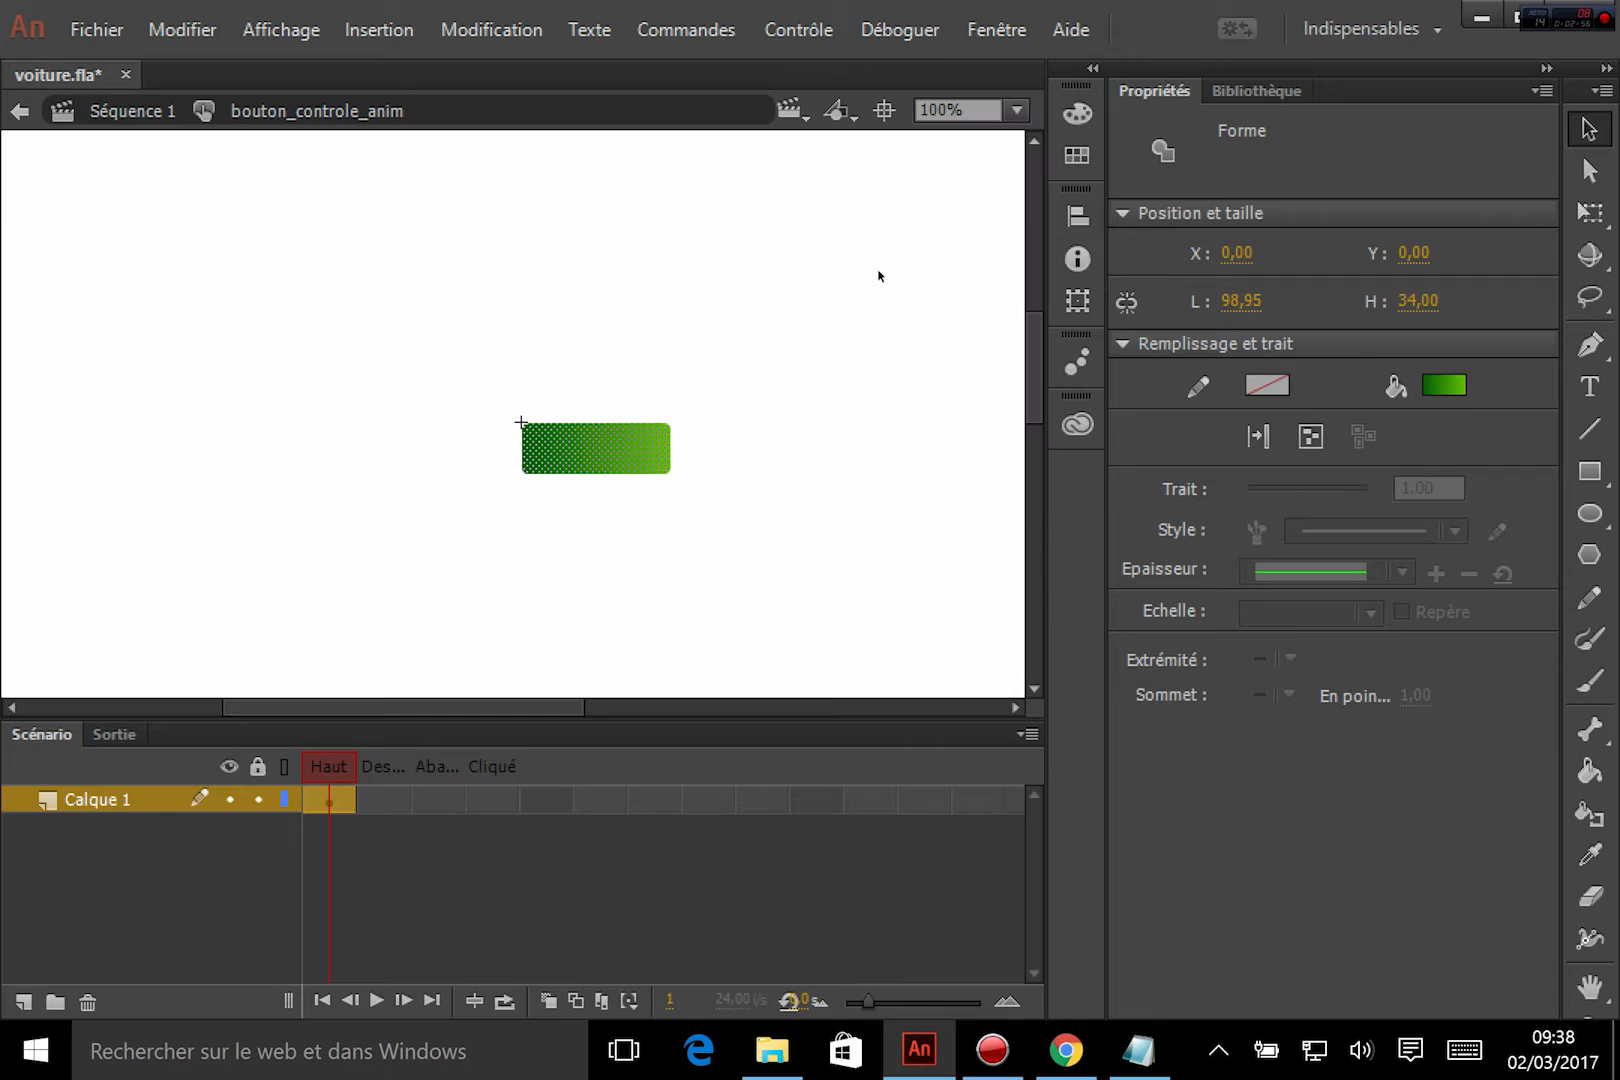 An Fichier Modifier Affichage Insertion Modification Texte Commandes Contrôle Déboguer Fenêtre Aide Indispensables
voiture.fla* ×
Séquence 1 bouton_controle_anim 100%
Propriétés Bibliothèque
Forme
Position et taille
X : 0,00 Y : 0,00
L : 98,95 H : 34,00
Remplissage et trait
Trait : 1.00
Style :
Epaisseur :
Echelle : Repère
Extrémité :
Sommet : En poin... 1,00
Scénario Sortie
Haut Des... Aba... Cliqué
Calque 1
1 24,00 i/s
Rechercher sur le web et dans Windows
An
09:38
02/03/2017